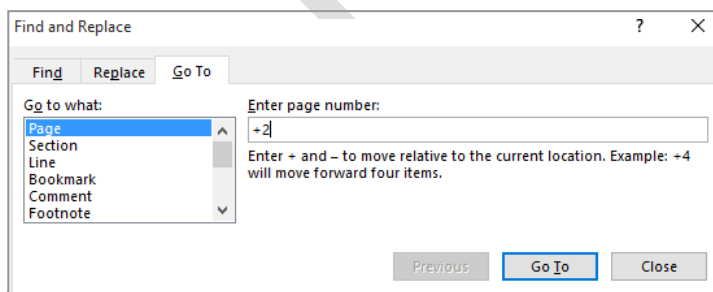 Find and Replace ? X
Find Replace Go To
Go to what:
Page
Section
Line
Bookmark
Comment
Footnote
Enter page number:
+2
Enter + and – to move relative to the current location. Example: +4
will move forward four items.
Previous Go To Close